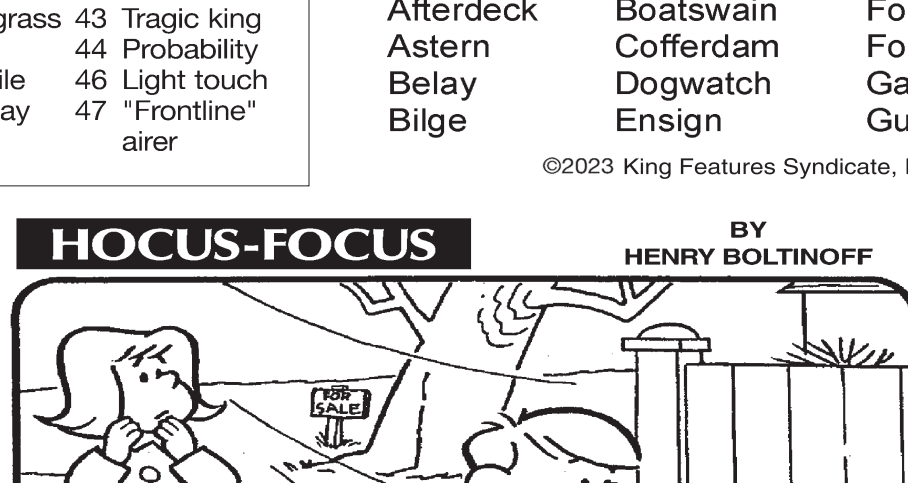 grass 43 Tragic king
44 Probability
46 Light touch
47 "Frontline"
airer
Afterdeck Boatswain
Astern Cofferdam
Belay Dogwatch
Bilge Ensign
©2023 King Features Syndicate,
HOCUS-FOCUS
BY
HENRY BOLTINOFF
FOR
SALE